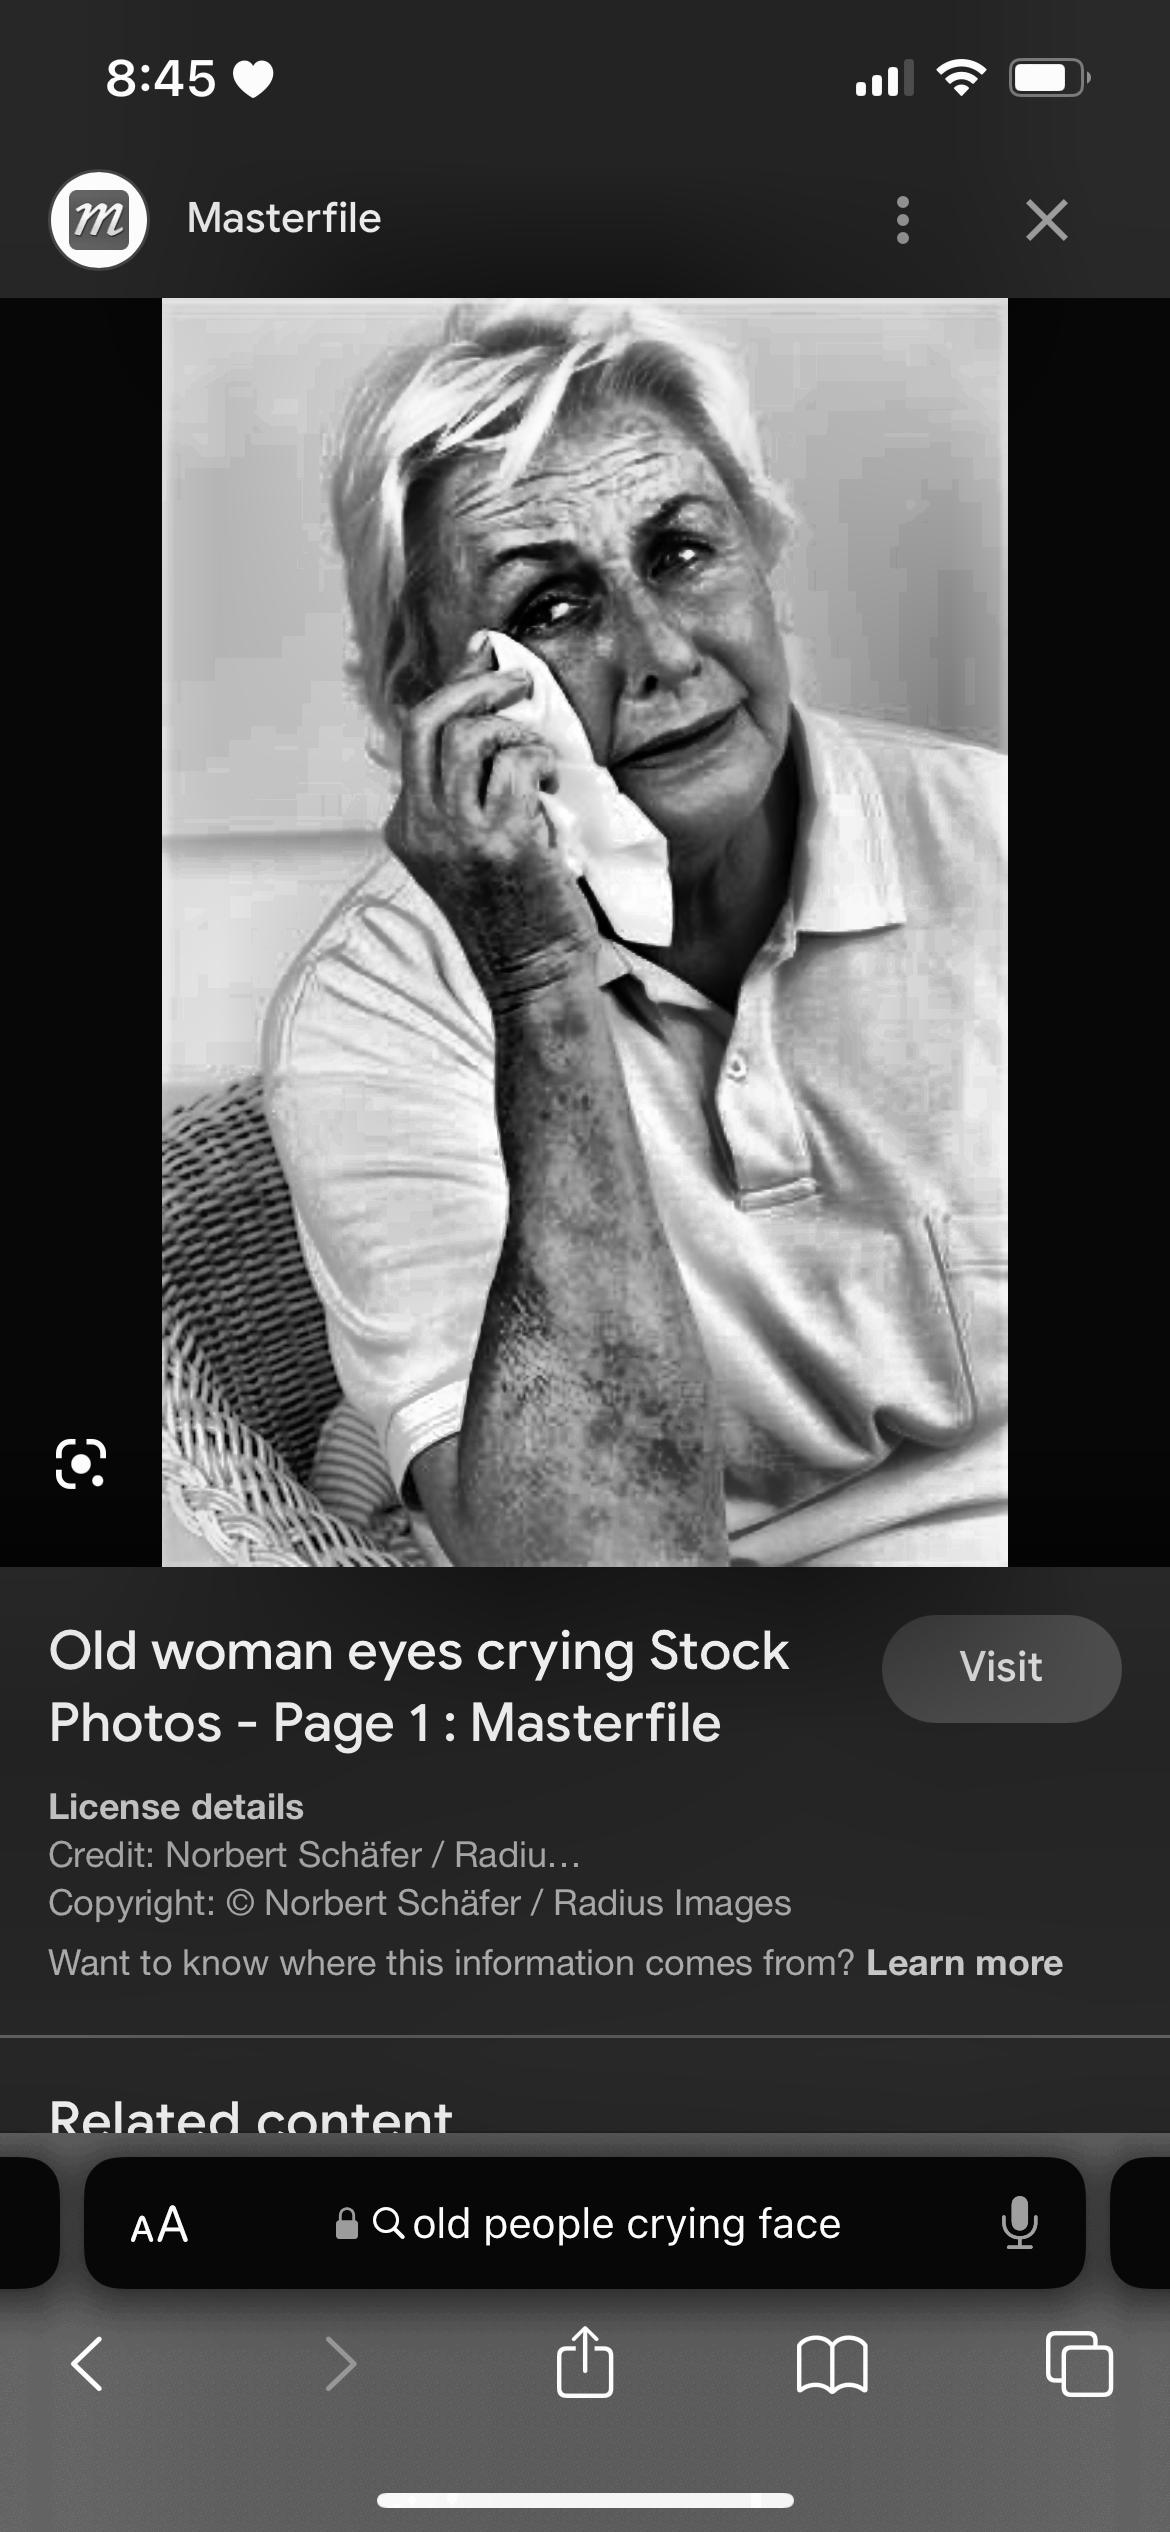 8:45
m
Masterfile
Old woman eyes crying Stock
Photos - Page 1 : Masterfile
Visit
License details
Credit: Norbert Schäfer / Radiu...
Copyright: © Norbert Schäfer / Radius Images
Want to know where this information comes from? Learn more
Related content
AA
old people crying face